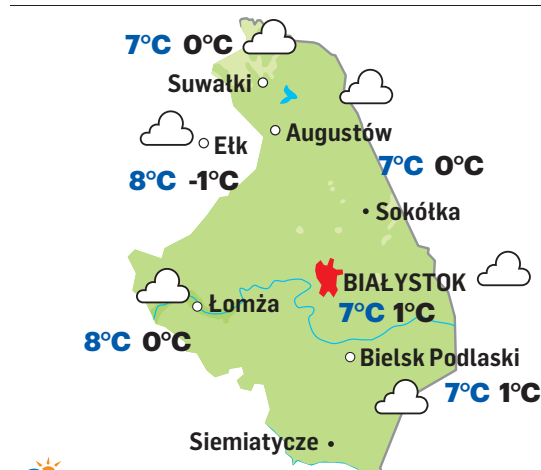 7°C 0°C
Suwałki
Augustów
Ełk
8°C -1°C
7°C 0°C
Sokółka
BIAŁYSTOK
7°C 1°C
Łomża
8°C 0°C
Bielsk Podlaski
7°C 1°C
Siemiatycze